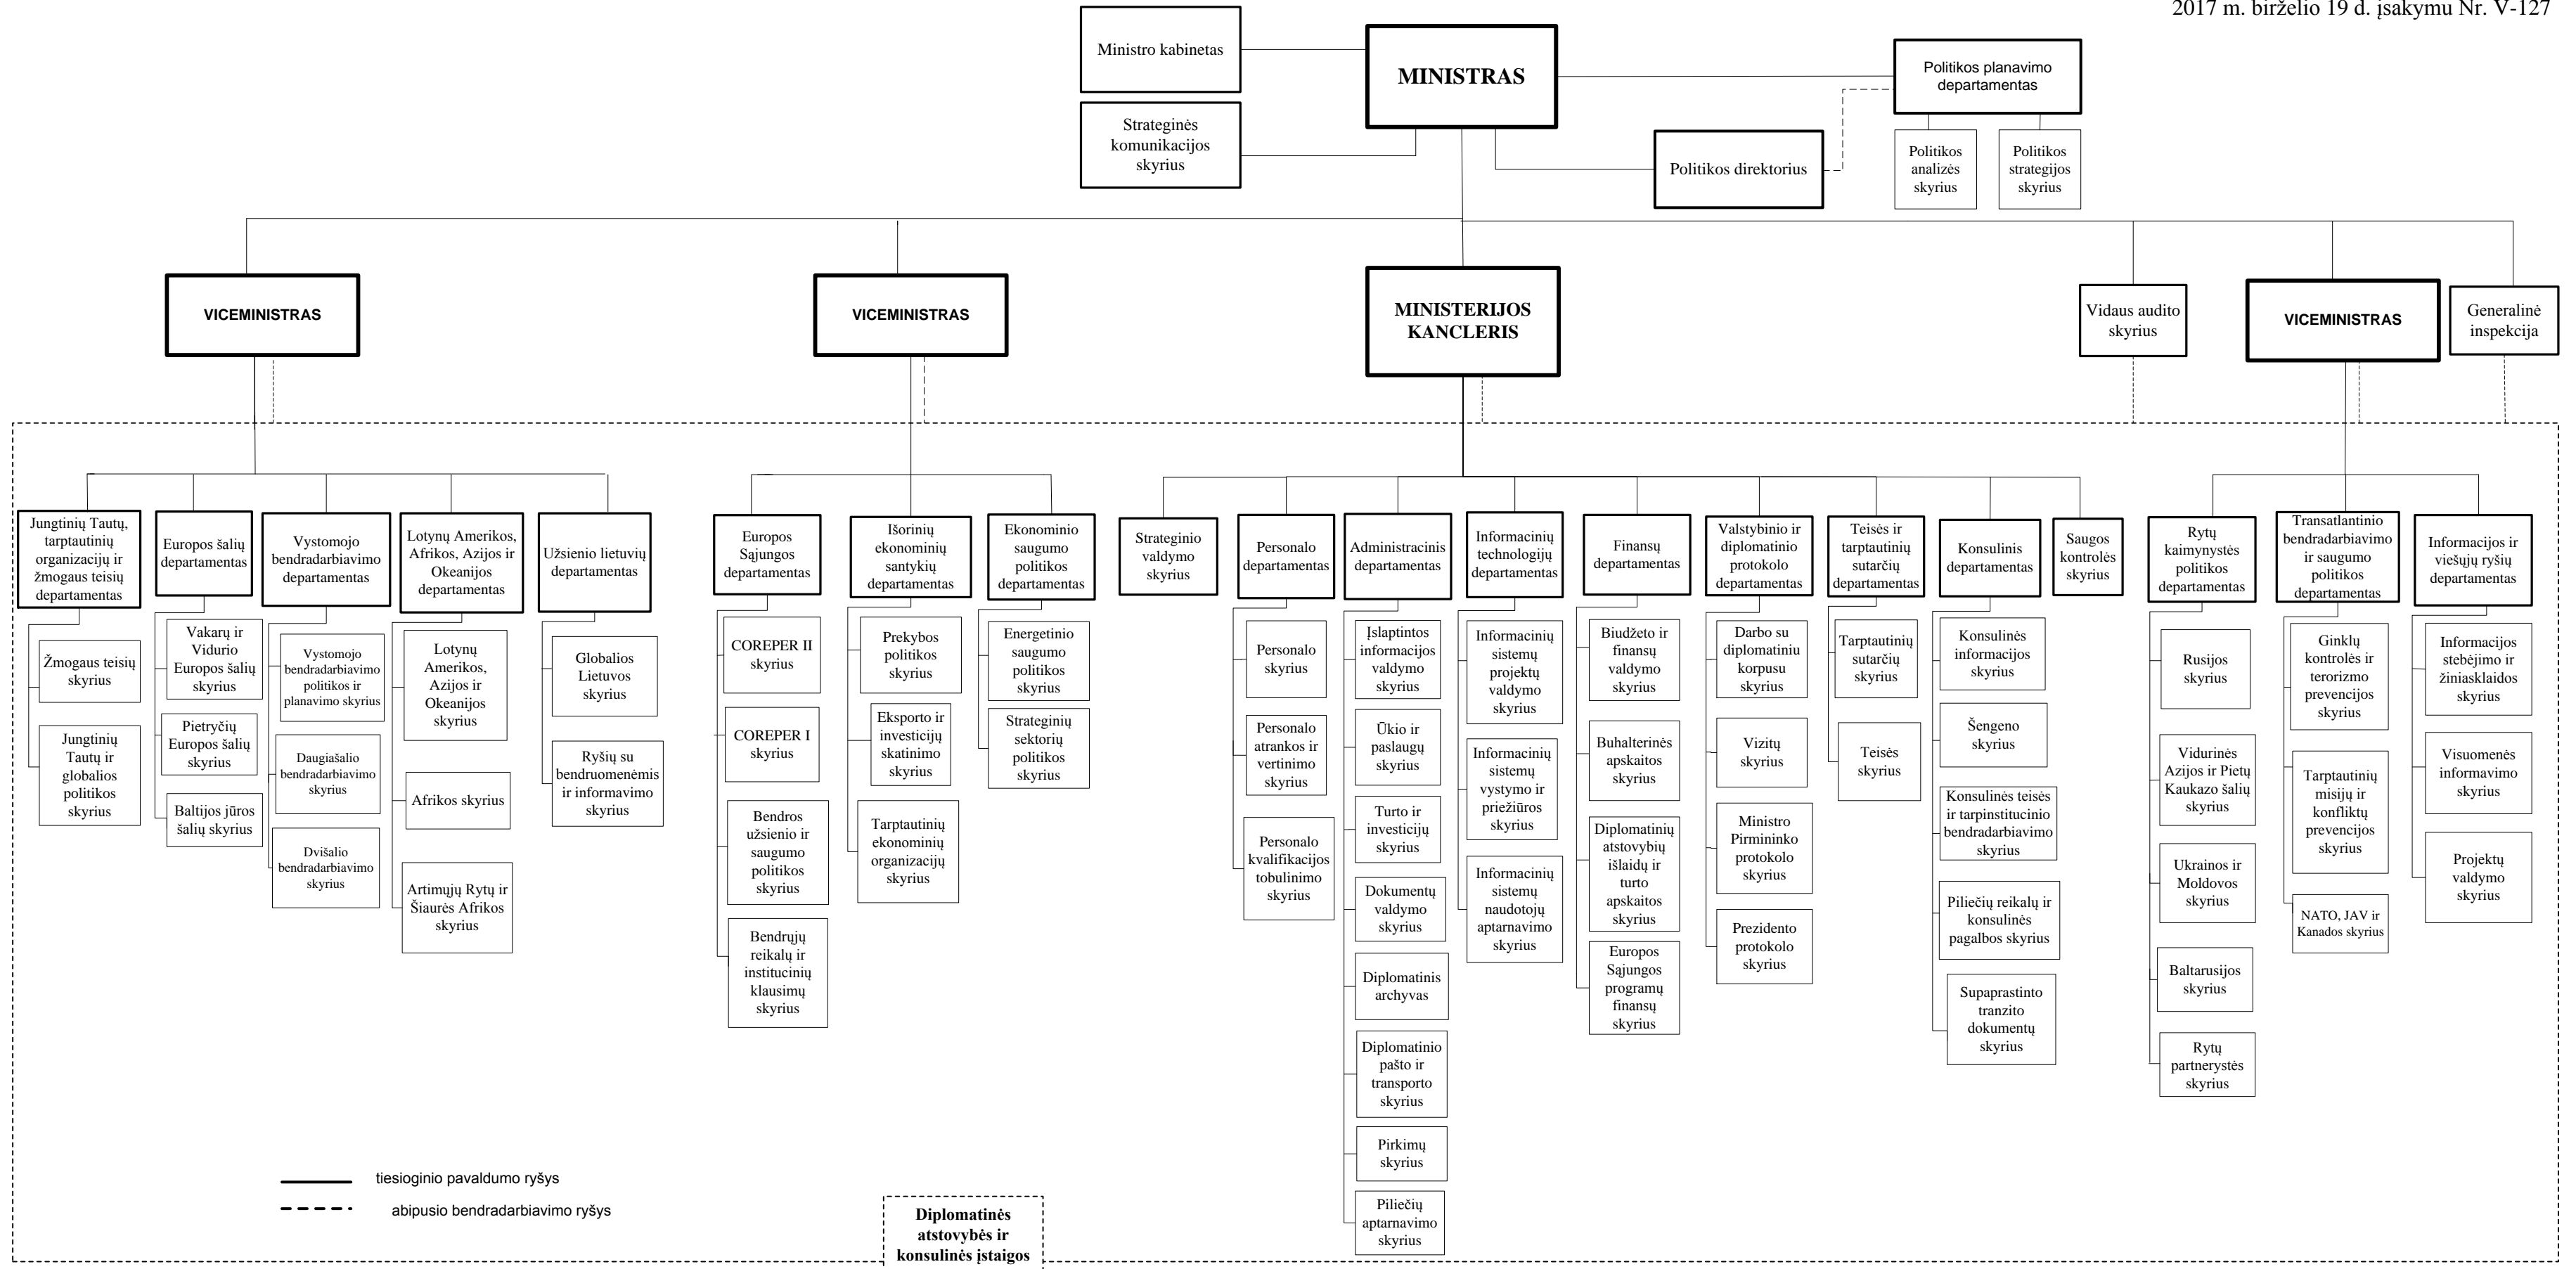 2017 m. birželio 19 d. įsakymu Nr. V-127
Ministro kabinetas
MINISTRAS
Politikos planavimo
departamentas
Strateginės
komunikacijos
skyrius
Politikos direktorius
Politikos
analizės
skyrius
Politikos
strategijos
skyrius
VICEMINISTRAS
VICEMINISTRAS
MINISTERIJOS
KANCLERIS
Vidaus audito
skyrius
VICEMINISTRAS
Generalinė
inspekcija
Jungtinių Tautų,
tarptautinių
organizacijų ir
žmogaus teisių
departamentas
Žmogaus teisių
skyrius
Jungtinių
Tautų ir
globalios
politikos
skyrius
Europos šalių
departamentas
Vakarų ir
Vidurio
Europos šalių
skyrius
Pietryčių
Europos šalių
skyrius
Baltijos jūros
šalių skyrius
Vystomojo
bendradarbiavimo
departamentas
Vystomojo
bendradarbiavimo
politikos ir
planavimo skyrius
Daugiašalio
bendradarbiavimo
skyrius
Dvišalio
bendradarbiavimo
skyrius
Lotynų Amerikos,
Afrikos, Azijos ir
Okeanijos
departamentas
Lotynų
Amerikos,
Azijos ir
Okeanijos
skyrius
Afrikos skyrius
Artimųjų Rytų ir
Šiaurės Afrikos
skyrius
Užsienio lietuvių
departamentas
Globalios
Lietuvos
skyrius
Ryšių su
bendruomenėmis
ir informavimo
skyrius
Europos
Sąjungos
departamentas
COREPER II
skyrius
COREPER I
skyrius
Bendros
užsienio ir
saugumo
politikos
skyrius
Bendrųjų
reikalų ir
institucinių
klausimų
skyrius
Išorinių
ekonominių
santykių
departamentas
Prekybos
politikos
skyrius
Eksporto ir
investicijų
skatinimo
skyrius
Tarptautinių
ekonominių
organizacijų
skyrius
Ekonominio
saugumo
politikos
departamentas
Energetinio
saugumo
politikos
skyrius
Strateginių
sektorių
politikos
skyrius
Strateginio
valdymo
skyrius
Personalo
departamentas
Personalo
skyrius
Personalo
atrankos ir
vertinimo
skyrius
Personalo
kvalifikacijos
tobulinimo
skyrius
Administracinis
departamentas
Įslaptintos
informacijos
valdymo
skyrius
Ūkio ir
paslaugų
skyrius
Turto ir
investicijų
skyrius
Dokumentų
valdymo
skyrius
Diplomatinis
archyvas
Diplomatinio
pašto ir
transporto
skyrius
Pirkimų
skyrius
Piliečių
aptarnavimo
skyrius
Informacinių
technologijų
departamentas
Informacinių
sistemų
projektų
valdymo
skyrius
Informacinių
sistemų
vystymo ir
priežiūros
skyrius
Informacinių
sistemų
naudotojų
aptarnavimo
skyrius
Finansų
departamentas
Biudžeto ir
finansų
valdymo
skyrius
Buhalterinės
apskaitos
skyrius
Diplomatinių
atstovybių
išlaidų ir
turto
apskaitos
skyrius
Europos
Sąjungos
programų
finansų
skyrius
Valstybinio ir
diplomatinio
protokolo
departamentas
Darbo su
diplomatiniu
korpusu
skyrius
Vizitų
skyrius
Ministro
Pirmininko
protokolo
skyrius
Prezidento
protokolo
skyrius
Teisės ir
tarptautinių
sutarčių
departamentas
Tarptautinių
sutarčių
skyrius
Teisės
skyrius
Konsulinis
departamentas
Konsulinės
informacijos
skyrius
Šengeno
skyrius
Konsulinės teisės
ir tarpinstitucinio
bendradarbiavimo
skyrius
Piliečių reikalų ir
konsulinės
pagalbos skyrius
Supaprastinto
tranzito
dokumentų
skyrius
Saugos
kontrolės
skyrius
Rytų
kaimynystės
politikos
departamentas
Rusijos
skyrius
Vidurinės
Azijos ir Pietų
Kaukazo šalių
skyrius
Ukrainos ir
Moldovos
skyrius
Baltarusijos
skyrius
Rytų
partnerystės
skyrius
Transatlantinio
bendradarbiavimo
ir saugumo
politikos
departamentas
Ginklų
kontrolės ir
terorizmo
prevencijos
skyrius
Tarptautinių
misijų ir
konfliktų
prevencijos
skyrius
NATO, JAV ir
Kanados skyrius
Informacijos ir
viešųjų ryšių
departamentas
Informacijos
stebėjimo ir
žiniasklaidos
skyrius
Visuomenės
informavimo
skyrius
Projektų
valdymo
skyrius
tiesioginio pavaldumo ryšys
abipusio bendradarbiavimo ryšys
Diplomatinės
atstovybės ir
konsulinės įstaigos